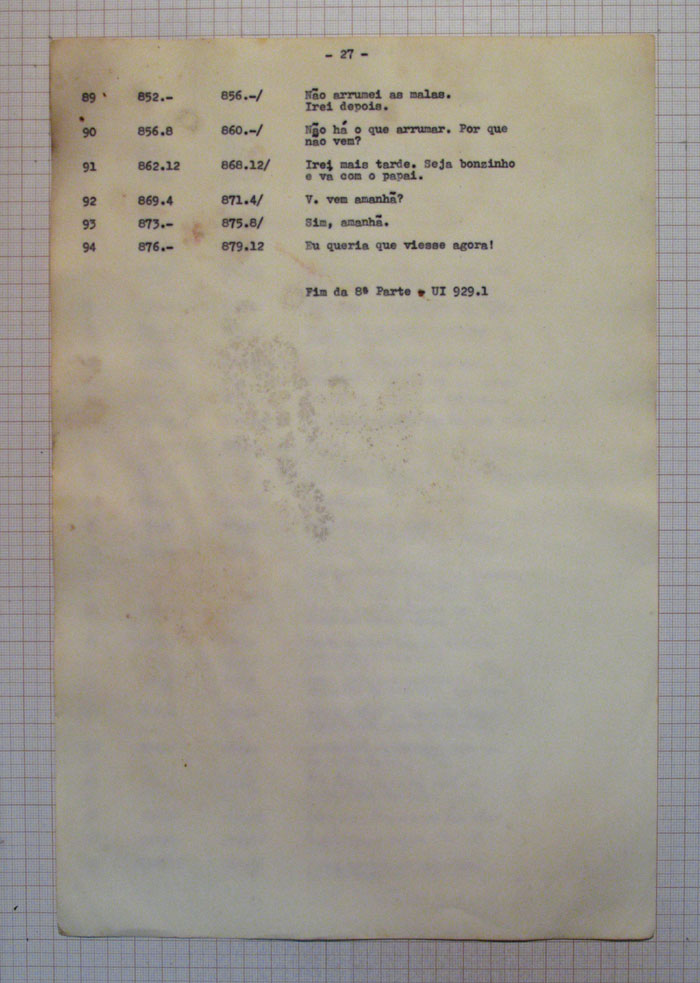 - 27 -
89 852.- 856.-/ Não arrumei as malas.
Irei depois.
90 856.8 860.-/ Não há o que arrumar. Por que
nao vem?
91 862.12 868.12/ Irei mais tarde. Seja bonzinho
e va com o papai.
92 869.4 871.4/ V. vem amanhã?
93 873.- 875.8/ Sim, amanhã.
94 876.- 879.12 Eu queria que viesse agora!
Fim da 8ª Parte - UI 929.1